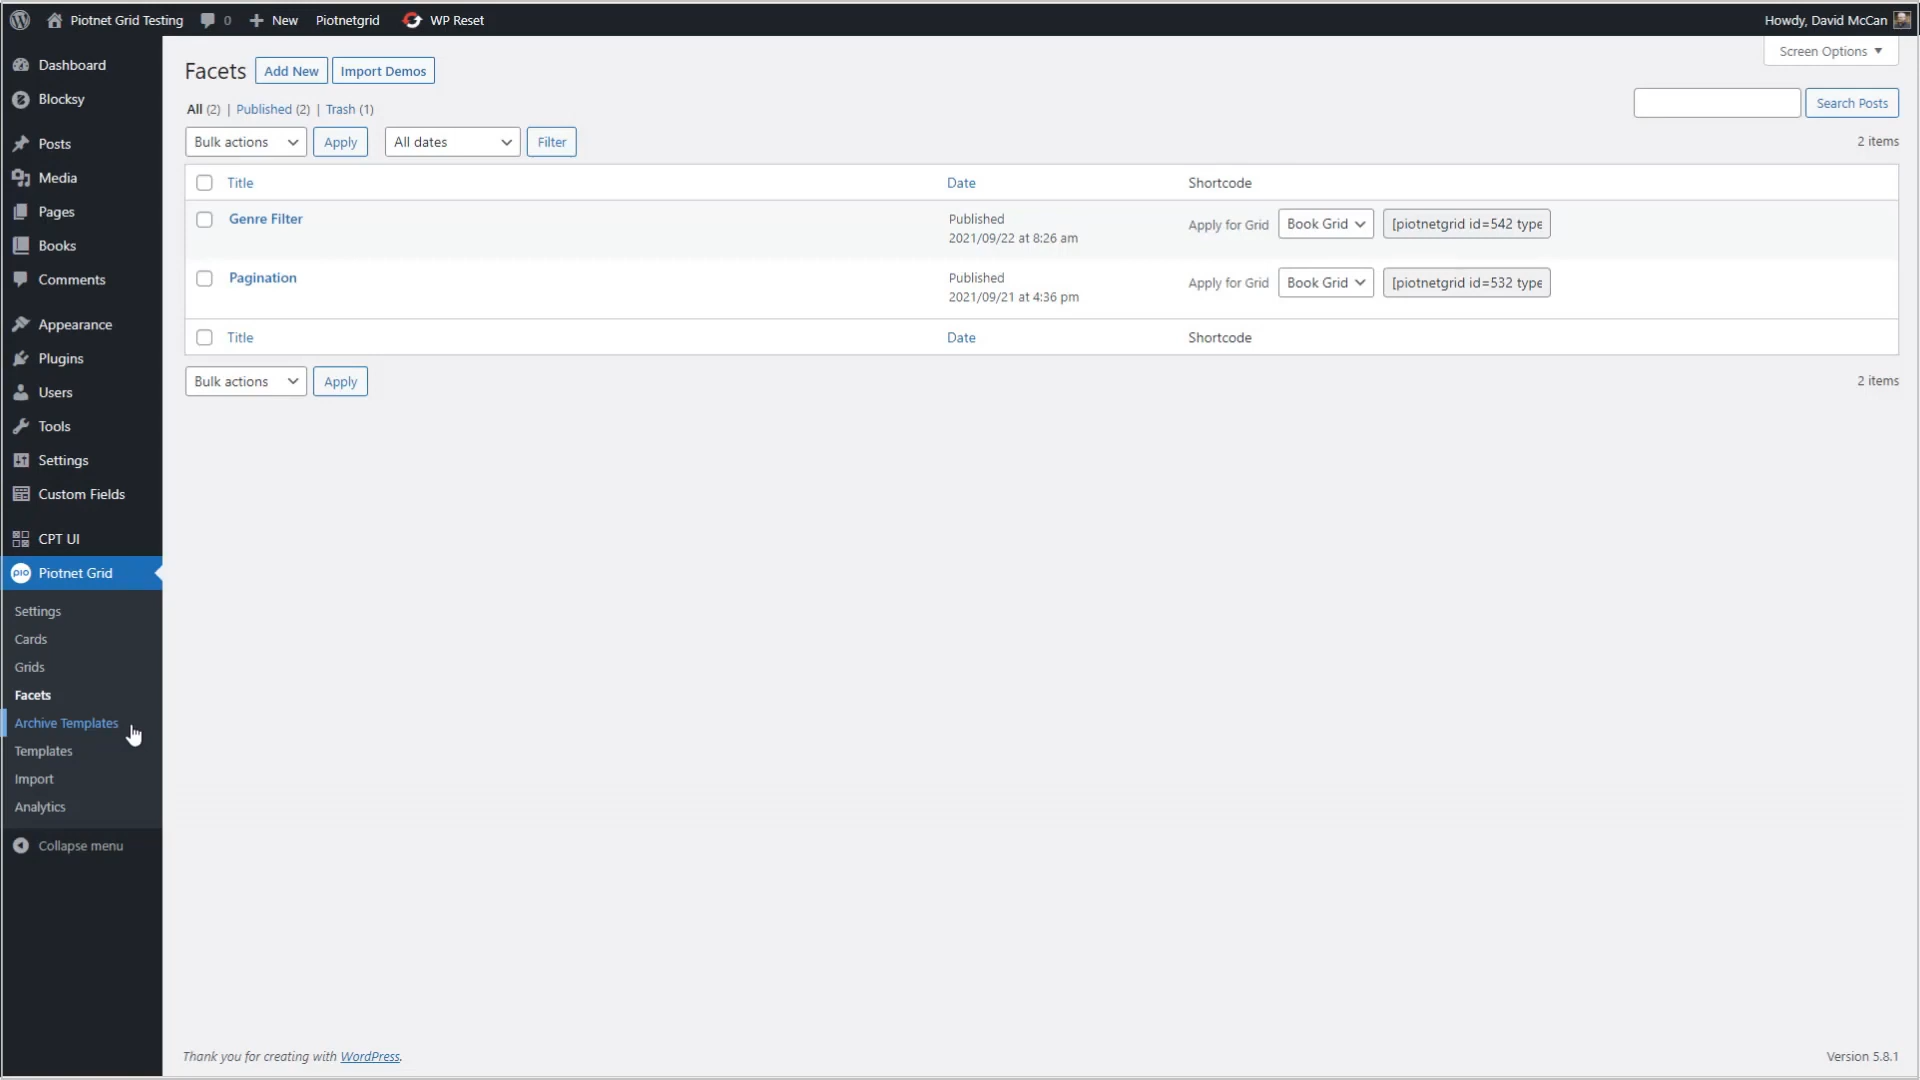 Piotnet Grid Testing 0 New Piotnetgrid WP Reset Howdy, David McCan
Screen Options
Dashboard
Blocksy
Posts
Media
Pages
Books
Comments
Appearance
Plugins
Users
Tools
Settings
Custom Fields
CPT UI
pio Piotnet Grid
Settings
Cards
Grids
Facets
Archive Templates
Templates
Import
Analytics
Collapse menu
Facets Add New Import Demos
All (2) | Published (2) | Trash (1)
Search Posts
Bulk actions Apply All dates Filter 2 items
Title Date Shortcode
Genre Filter Published Apply for Grid Book Grid [piotnetgrid id=542 type
2021/09/22 at 8:26 am
Pagination Published Apply for Grid Book Grid [piotnetgrid id=532 type
2021/09/21 at 4:36 pm
Title Date Shortcode
Bulk actions Apply 2 items
Thank you for creating with WordPress. Version 5.8.1